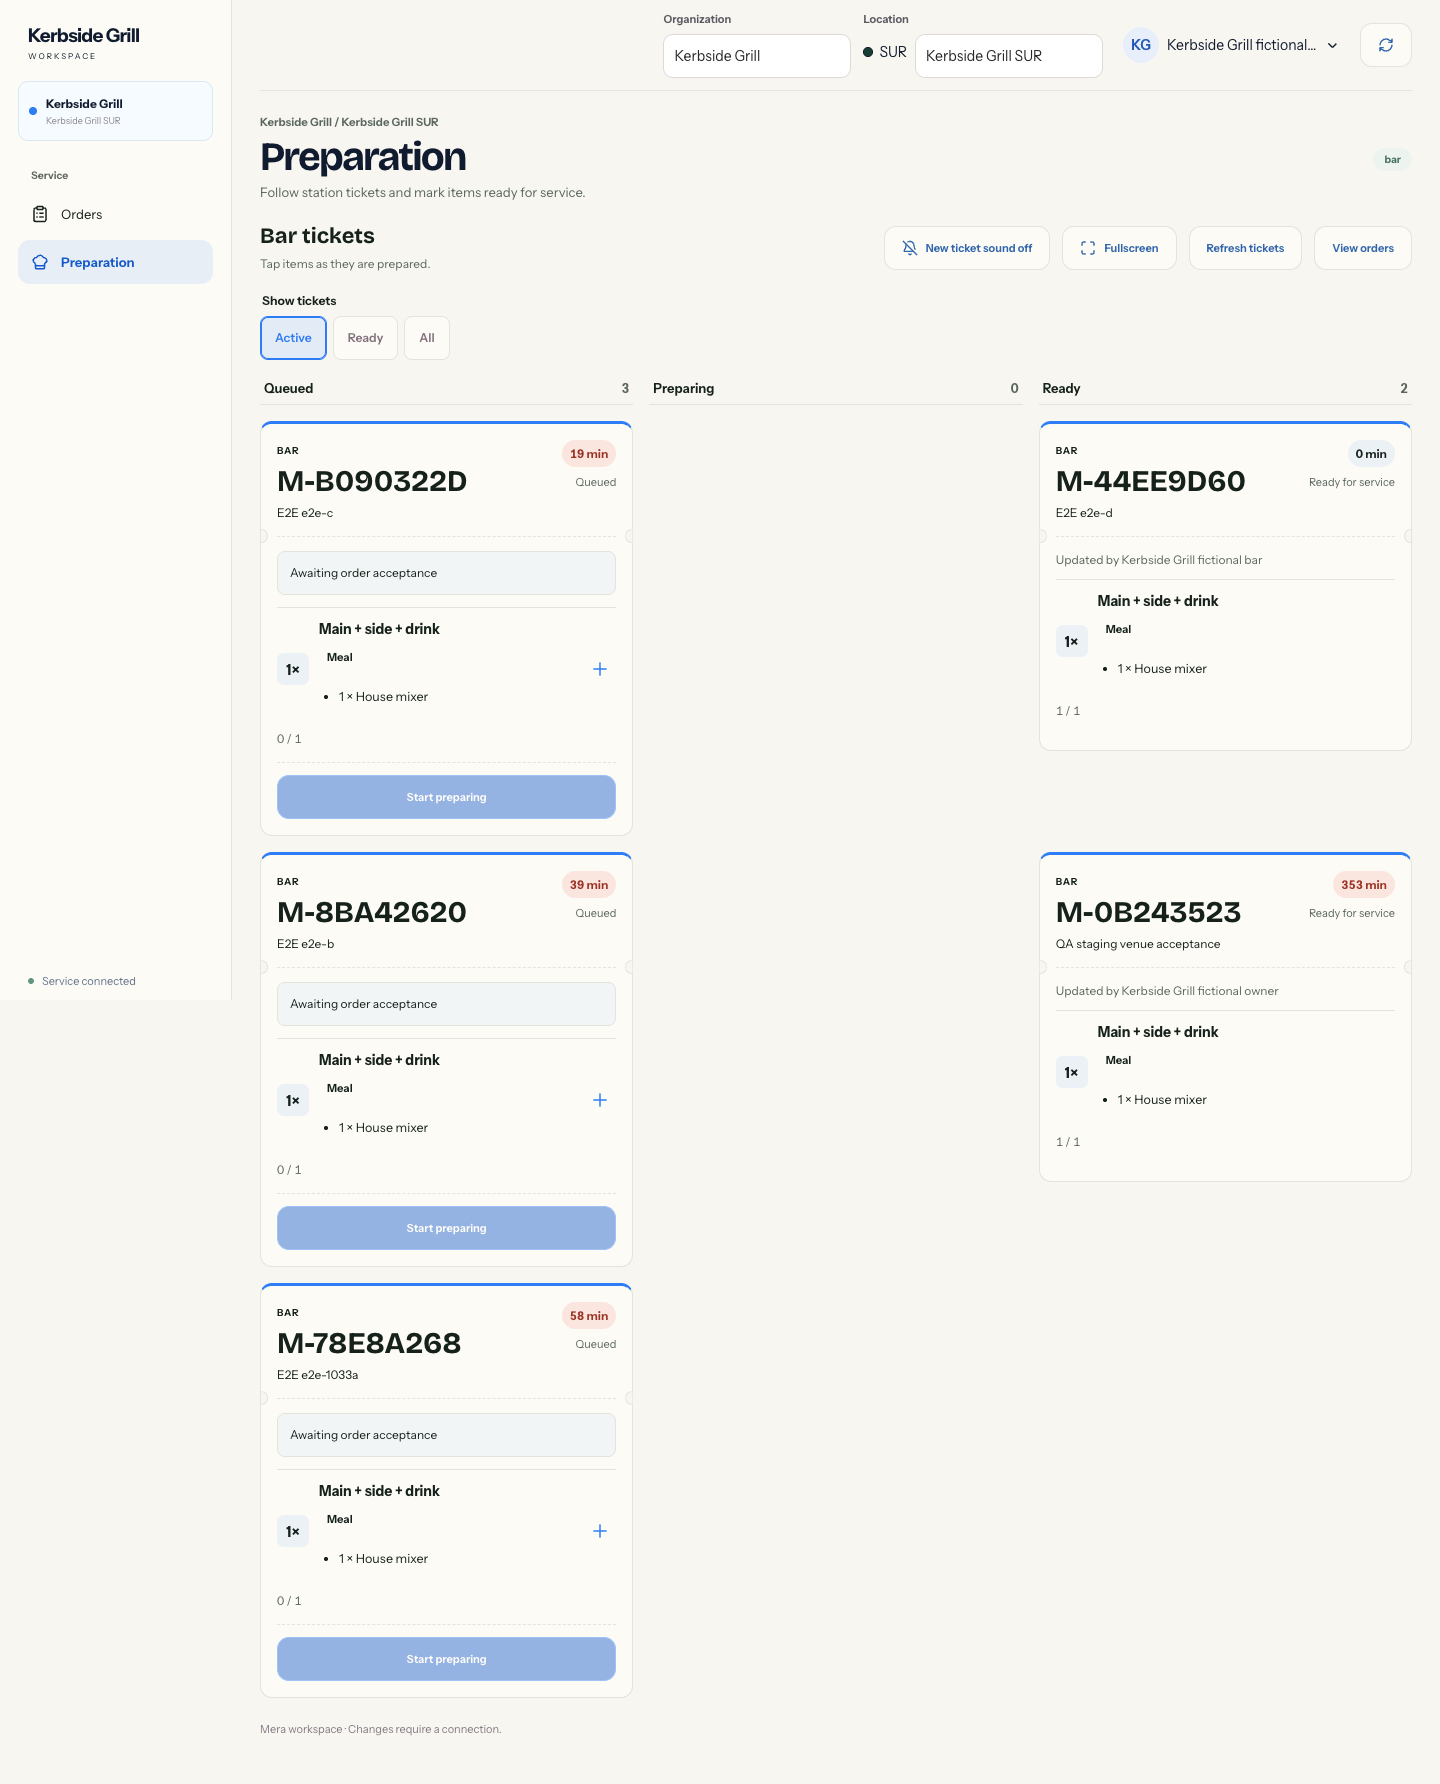 Kerbside Grill
WORKSPACE
Kerbside Grill
Kerbside Grill SUR
Service
Orders
Preparation
Service connected
Organization
Kerbside Grill
Location
SUR
Kerbside Grill SUR
KG
Kerbside Grill fictional...
Kerbside Grill / Kerbside Grill SUR
Preparation
bar
Follow station tickets and mark items ready for service.
Bar tickets
Tap items as they are prepared.
New ticket sound off
Fullscreen
Refresh tickets
View orders
Show tickets
Active
Ready
All
Queued
3
BAR
19 min
M-B090322D
Queued
E2E e2e-c
Awaiting order acceptance
Main + side + drink
1×
Meal
• 1 × House mixer
0 / 1
Start preparing
BAR
39 min
M-8BA42620
Queued
E2E e2e-b
Awaiting order acceptance
Main + side + drink
1×
Meal
• 1 × House mixer
0 / 1
Start preparing
BAR
58 min
M-78E8A268
Queued
E2E e2e-1033a
Awaiting order acceptance
Main + side + drink
1×
Meal
• 1 × House mixer
0 / 1
Start preparing
Preparing
0
Ready
2
BAR
0 min
M-44EE9D60
Ready for service
E2E e2e-d
Updated by Kerbside Grill fictional bar
Main + side + drink
1×
Meal
• 1 × House mixer
1 / 1
BAR
353 min
M-0B243523
Ready for service
QA staging venue acceptance
Updated by Kerbside Grill fictional owner
Main + side + drink
1×
Meal
• 1 × House mixer
1 / 1
Mera workspace · Changes require a connection.